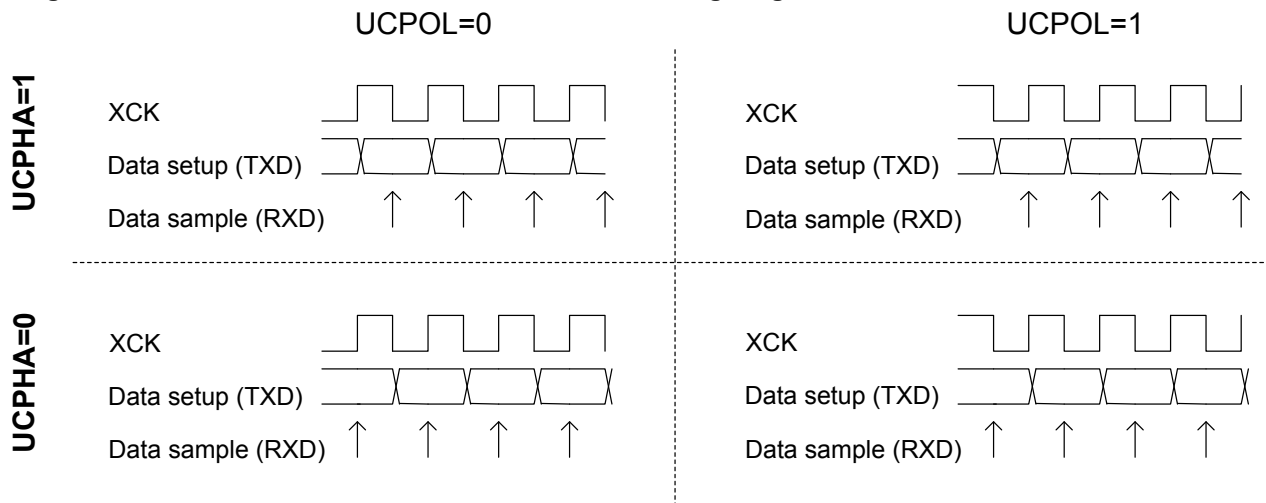 UCPOL=0
UCPOL=1
UCPHA=1
XCK
Data setup (TXD)
Data sample (RXD)
XCK
Data setup (TXD)
Data sample (RXD)
UCPHA=0
XCK
Data setup (TXD)
Data sample (RXD)
XCK
Data setup (TXD)
Data sample (RXD)